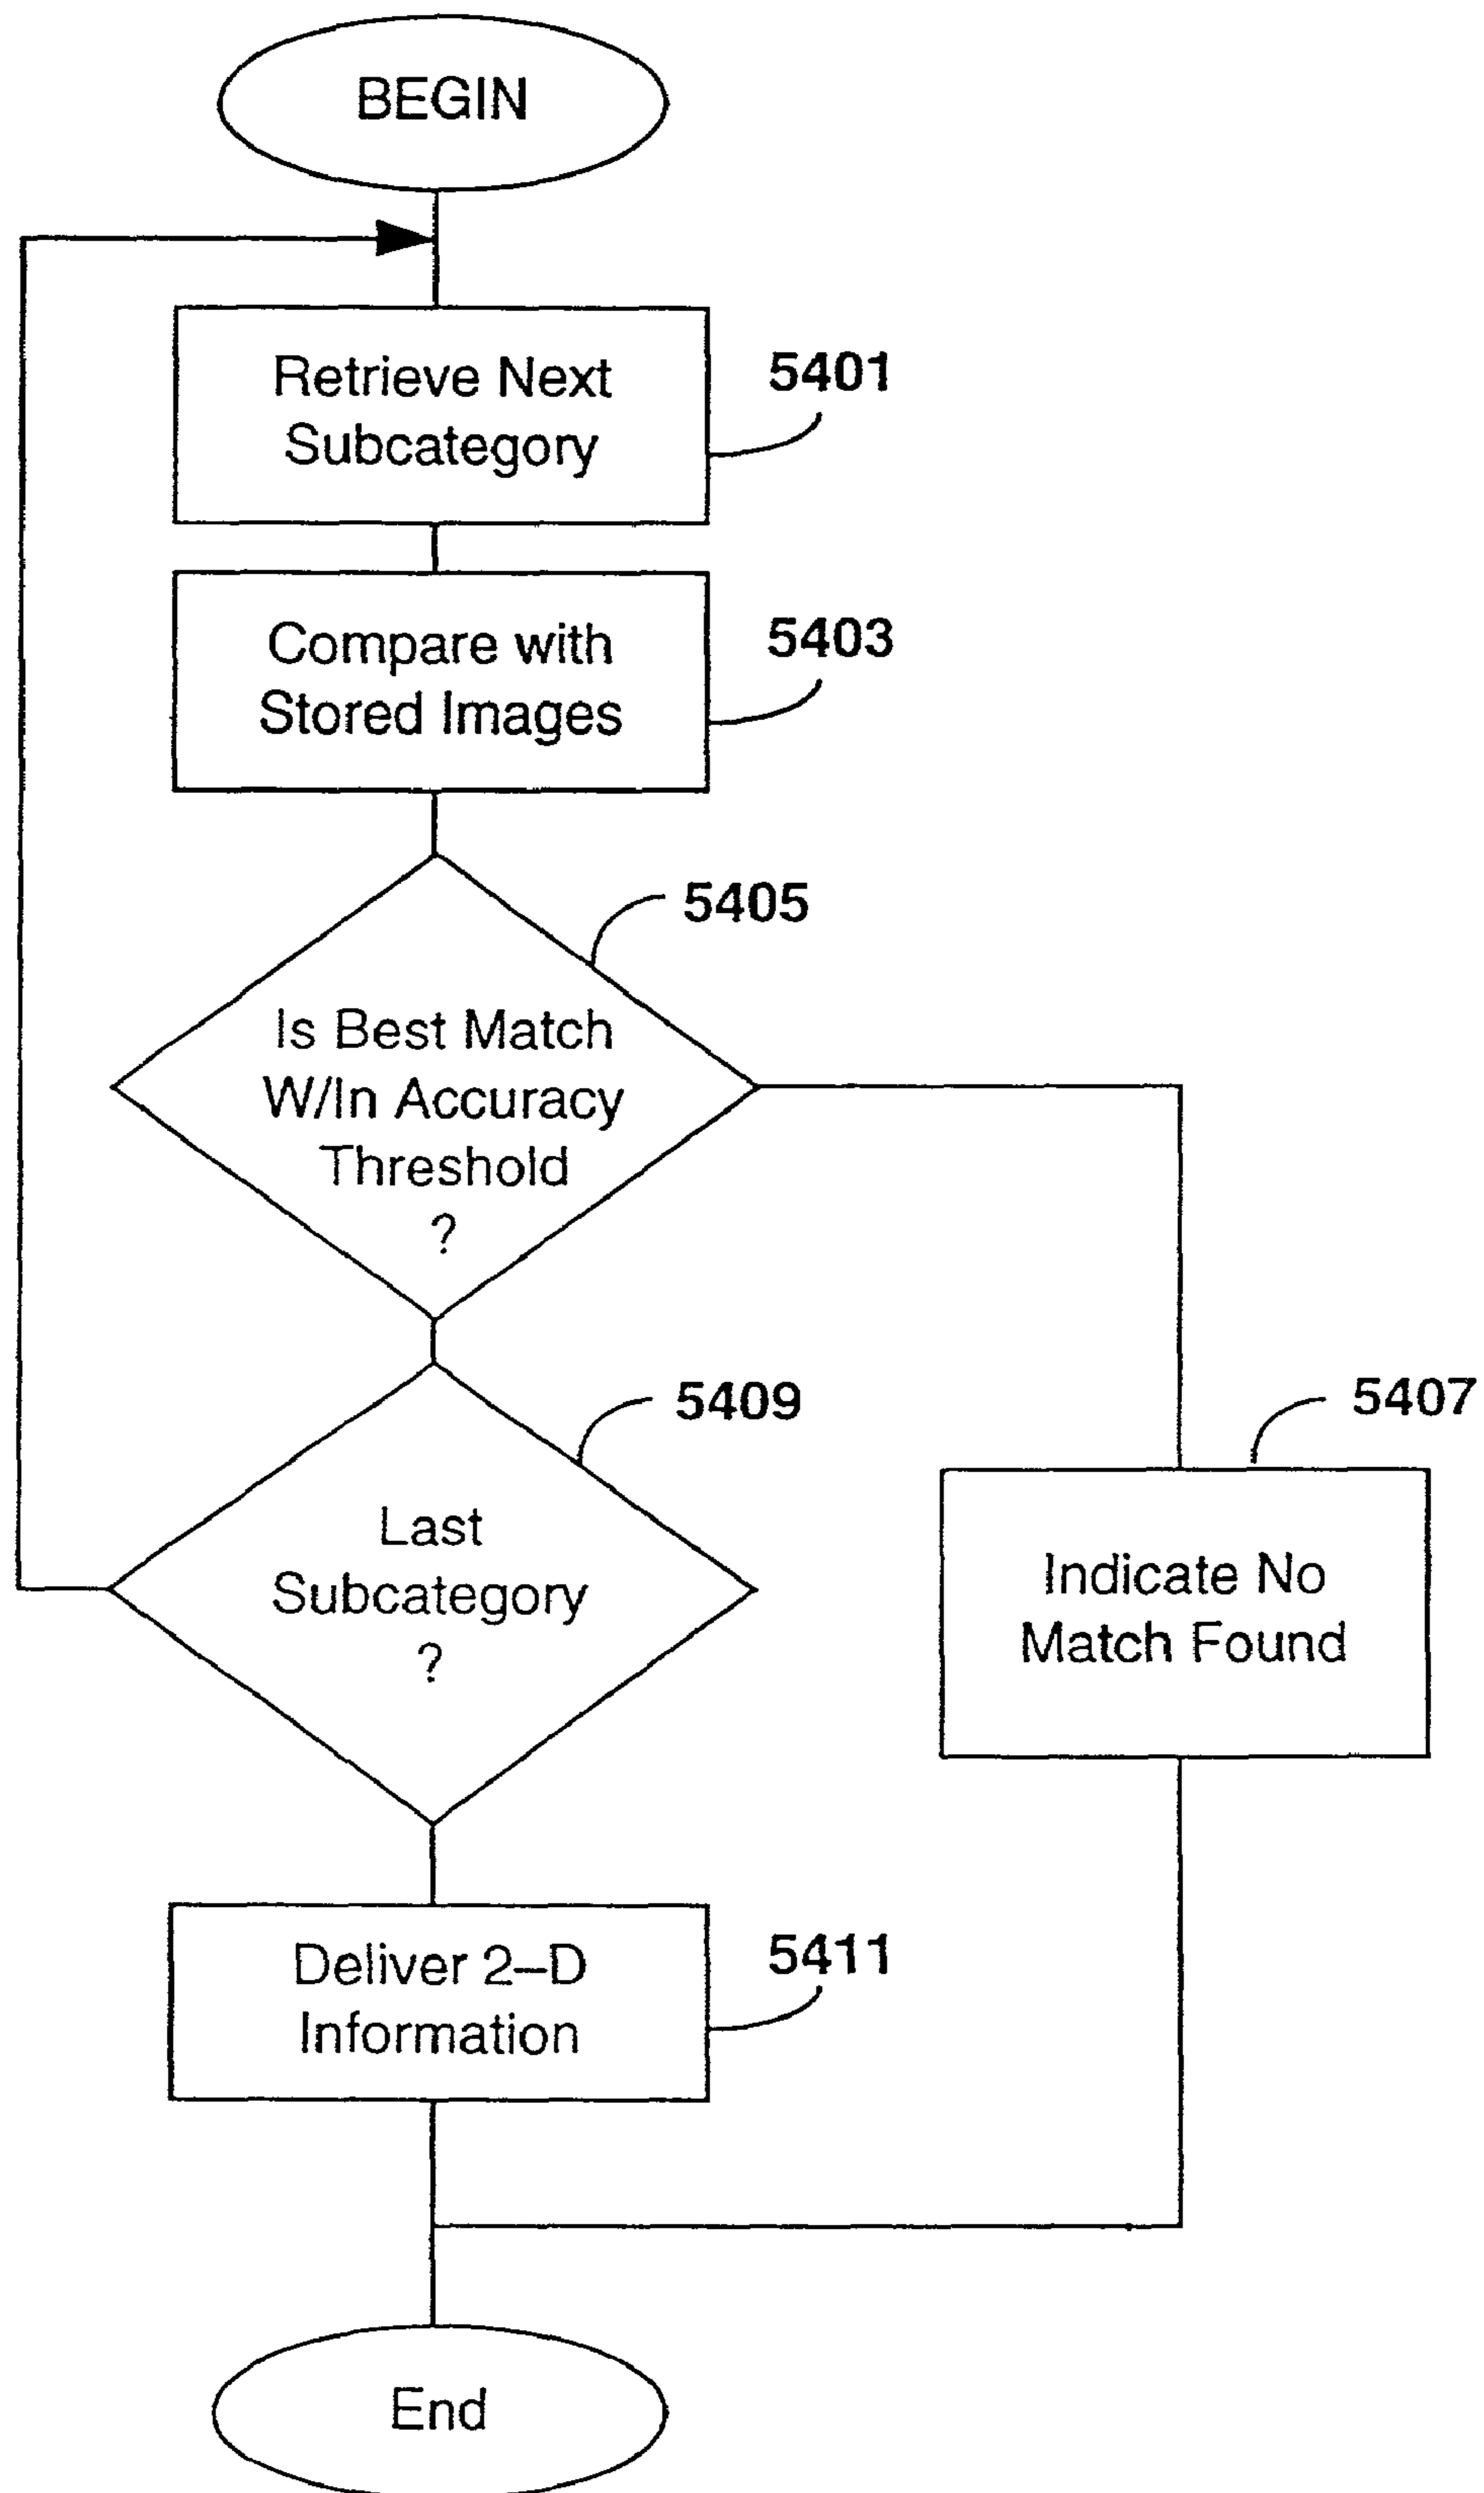 BEGIN
Retrieve Next
Subcategory
5401
Compare with
Stored Images
5403
5405
Is Best Match
W/In Accuracy
Threshold
?
5409
Last
Subcategory
?
5407
Indicate No
Match Found
Deliver 2–D
Information
5411
End